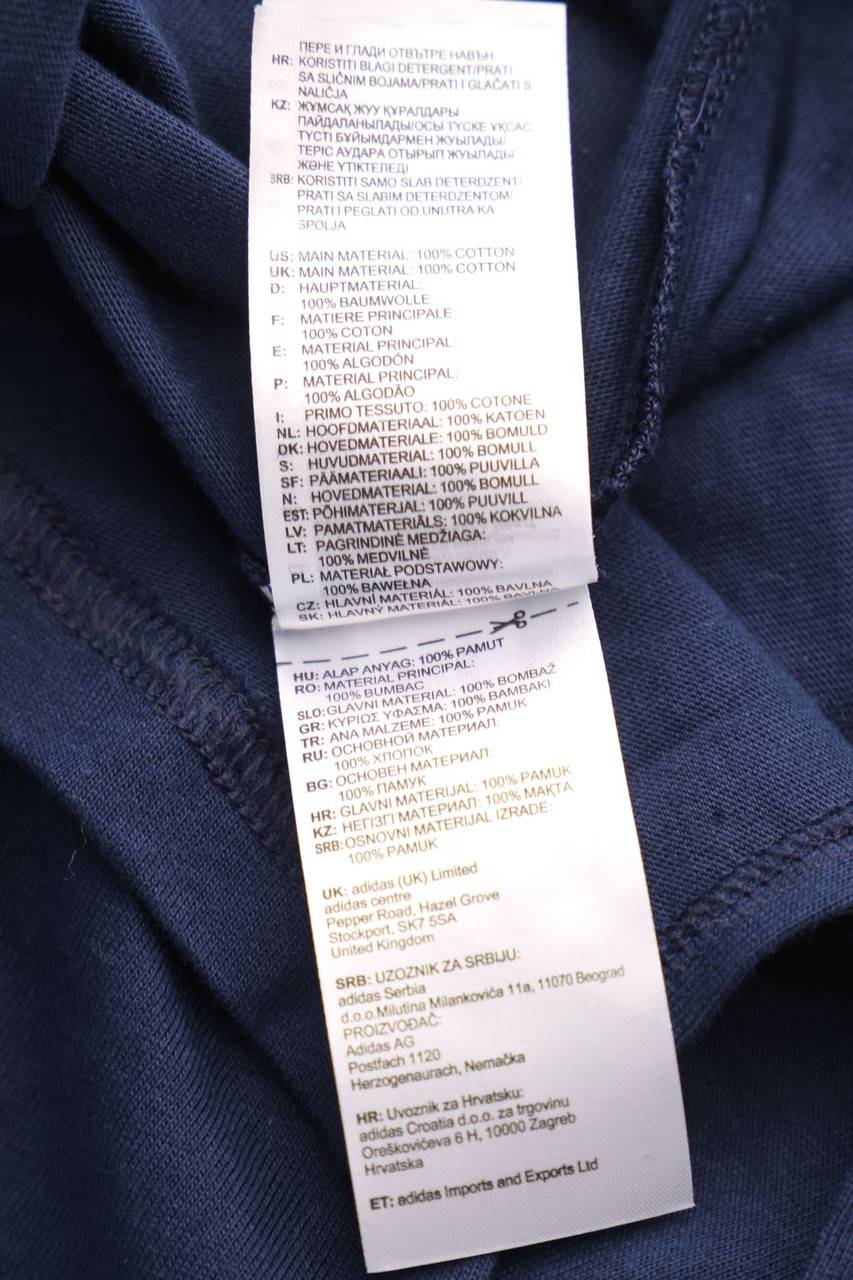 ПЕРЕ И ГЛАДИ ОТВЪТРЕ НАВЪН
HR: KORISTITI BLAGI DETERGENT/PRATI
SA SLIČNIM BOJAMA/PRATI I GLAČATI S
NALIČJA
KZ: ЖҰМСАҚ ЖУУ ҚҰРАЛДАРЫ
ПАЙДАЛАНЫЛАДЫ/ОСЫ ТҮСКЕ ҰҚСАС
ТҮСТІ БҰЙЫМДАРМЕН ЖУЫЛАДЫ/
ТЕРІС АУДАРА ОТЫРЫП ЖУЫЛАДЫ
ЖӘНЕ ҮТІКТЕЛЕДІ
SRB: KORISTITI SAMO SLAB DETERDZENT/
PRATI SA SLABIM DETERDZENTOM/
PRATI I PEGLATI OD UNUTRA KA
SPOLJA
US: MAIN MATERIAL: 100% COTTON
UK: MAIN MATERIAL: 100% COTTON
D: HAUPTMATERIAL:
100% BAUMWOLLE
F: MATIERE PRINCIPALE:
100% COTON
E: MATERIAL PRINCIPAL:
100% ALGODÓN
P: MATERIAL PRINCIPAL:
100% ALGODÃO
I: PRIMO TESSUTO: 100% COTONE
NL: HOOFDMATERIAAL: 100% KATOEN
DK: HOVEDMATERIALE: 100% BOMULD
S: HUVUDMATERIAL: 100% BOMULL
SF: PÄÄMATERIAALI: 100% PUUVILLA
N: HOVEDMATERIAL: 100% BOMULL
EST: PÕHIMATERJAL: 100% PUUVILL
LV: PAMATMATERIĀLS: 100% KOKVILNA
LT: PAGRINDINĖ MEDŽIAGA:
100% MEDVILNĖ
PL: MATERIAŁ PODSTAWOWY:
100% BAWEŁNA
CZ: HLAVNÍ MATERIÁL: 100% BAVLNA
SK: HLAVNÝ MATERIÁL: 100% BAVLNA
HU: ALAP ANYAG: 100% PAMUT
RO: MATERIAL PRINCIPAL:
100% BUMBAC
SLO: GLAVNI MATERIAL: 100% BOMBAŽ
GR: ΚΥΡΙΩΣ ΥΦΑΣΜΑ: 100% ΒΑΜΒΑΚΙ
TR: ANA MALZEME: 100% PAMUK
RU: ОСНОВНОЙ МАТЕРИАЛ:
100% ХЛОПОК
BG: ОСНОВЕН МАТЕРИАЛ:
100% ПАМУК
HR: GLAVNI MATERIJAL: 100% PAMUK
KZ: НЕГІЗГІ МАТЕРИАЛ: 100% МАҚТА
SRB: OSNOVNI MATERIJAL IZRADE:
100% PAMUK
UK: adidas (UK) Limited
adidas centre
Pepper Road, Hazel Grove
Stockport, SK7 5SA
United Kingdom
SRB: UZOZNIK ZA SRBIJU:
adidas Serbia
d.o.o.Milutina Milankovića 11a, 11070 Beograd
PROIZVOĐAČ:
Adidas AG
Postfach 1120
Herzogenaurach, Nemačka
HR: Uvoznik za Hrvatsku:
adidas Croatia d.o.o. za trgovinu
Oreškovićeva 6 H, 10000 Zagreb
Hrvatska
ET: adidas Imports and Exports Ltd